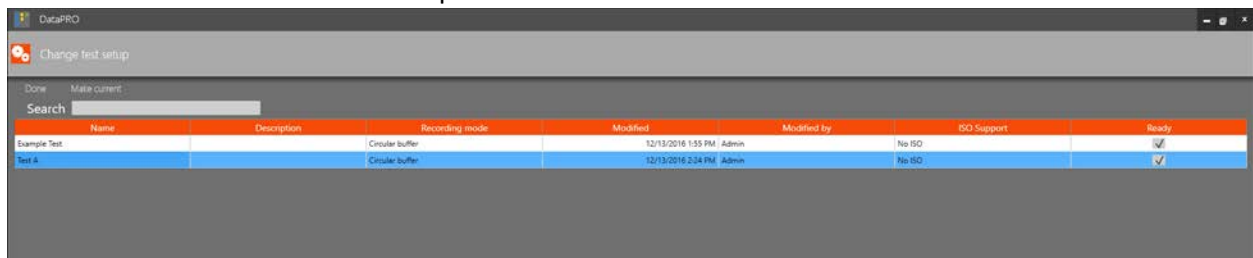 DataPRO
Change test setup
Done Make current
Search
Name Description Recording mode Modified Modified by ISO Support Ready
Example Test Circular buffer 12/13/2016 1:55 PM Admin No ISO
Test A Circular buffer 12/13/2016 2:24 PM Admin No ISO